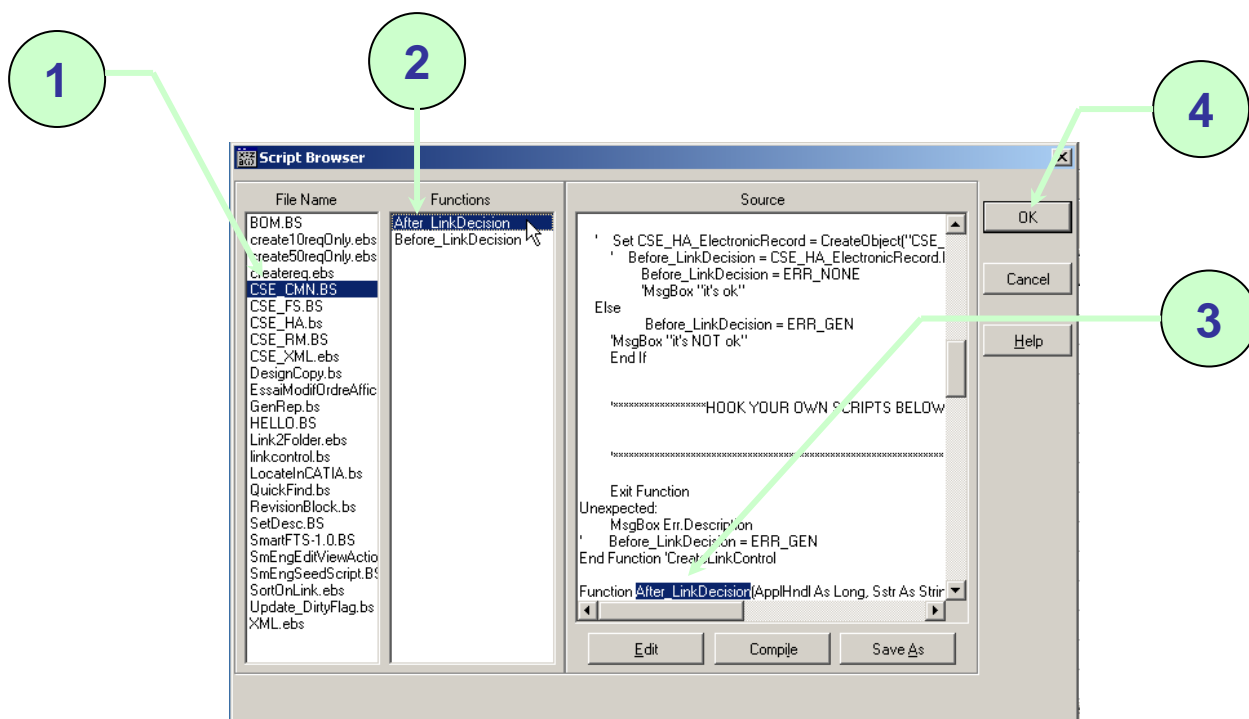 1
2
4
3
Script Browser
File Name
Functions
Source
BOM.BS
create10reqOnly.ebs
create50reqOnly.ebs
createreq.ebs
CSE_CMN.BS
CSE_FS.BS
CSE_HA.bs
CSE_RM.BS
CSE_XML.ebs
DesignCopy.bs
EssaiModifOrdreAffic
GenRep.bs
HELLO.BS
Link2Folder.ebs
linkcontrol.bs
LocateInCATIA.bs
QuickFind.bs
RevisionBlock.bs
SetDesc.BS
SmartFTS-1.0.BS
SmEngEditViewActio
SmEngSeedScript.BS
SortOnLink.ebs
Update_DirtyFlag.bs
XML.ebs
After_LinkDecision
Before_LinkDecision
' Set CSE_HA_ElectronicRecord = CreateObject("CSE_
' Before_LinkDecision = CSE_HA_ElectronicRecord.
Before_LinkDecision = ERR_NONE
'MsgBox "it's ok"
Else
Before_LinkDecision = ERR_GEN
'MsgBox "it's NOT ok"
End If
'*****************HOOK YOUR OWN SCRIPTS BELOW
'*************************************************************
Exit Function
Unexpected:
MsgBox Err.Description
' Before_LinkDecision = ERR_GEN
End Function 'CreateLinkControl
Function After_LinkDecision(ApplHndl As Long, Sstr As Strin
OK
Cancel
Help
Edit
Compile
Save As